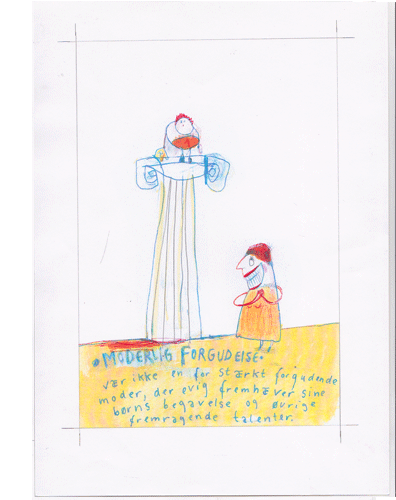 • MODERLIG FORGUDELSE •
vær ikke en for stærkt forgudende
moder, der evig fremhæver sine
børns begavelse og øvrige
fremragende talenter.